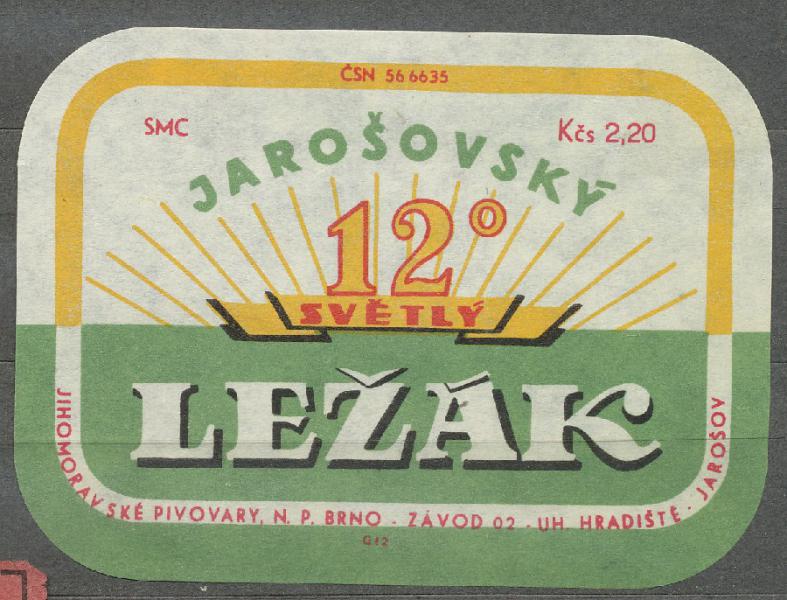 ČSN 56 6635
SMC
Kčs 2,20
JAROŠOVSKÝ
12°
SVĚTLÝ
LEŽÁK
JIHOMORAVSKÉ PIVOVARY, N. P. BRNO - ZÁVOD 02 - UH. HRADIŠTĚ - JAROŠOV
G12